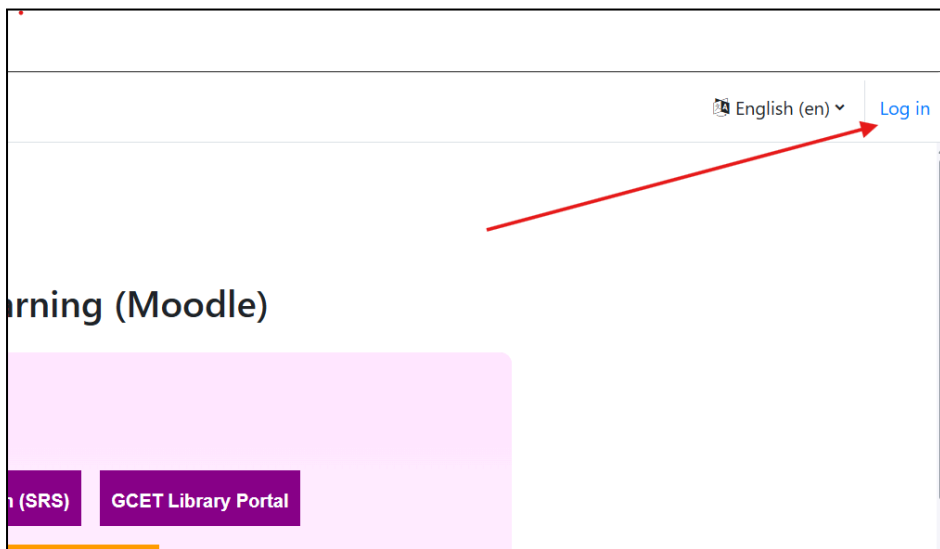 English (en)
Log in
rning (Moodle)
(SRS)
GCET Library Portal